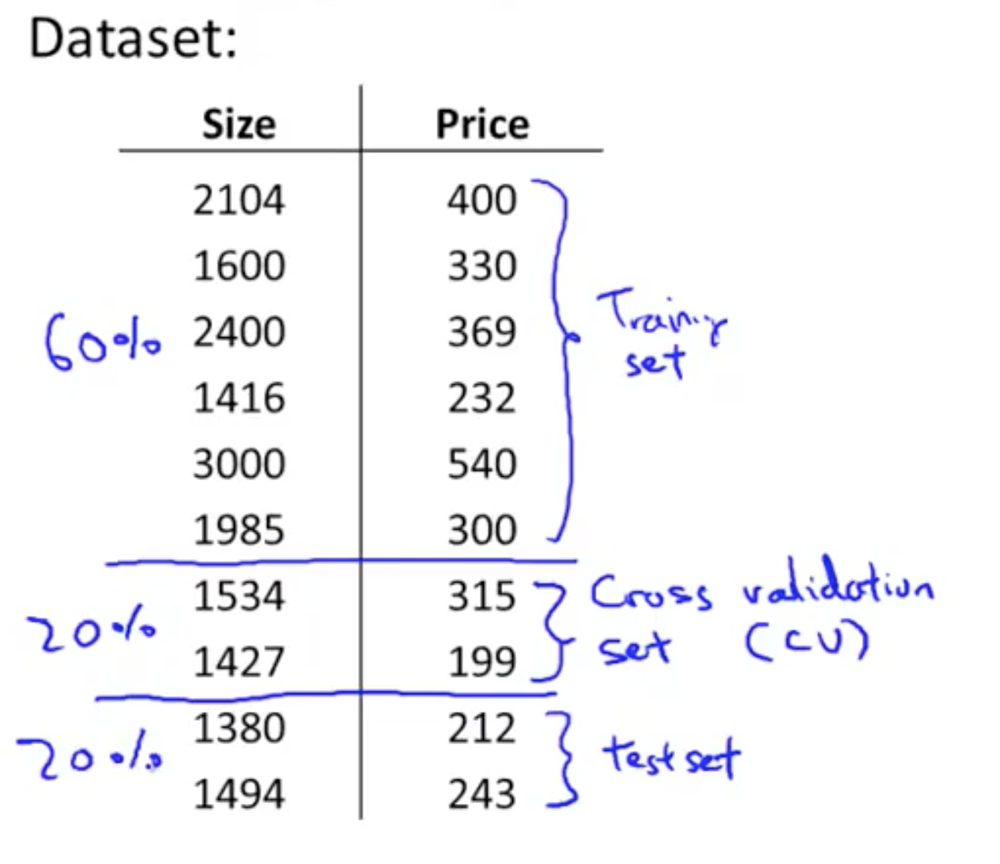 Dataset:
Size Price
2104 400
1600 330
60% 2400 369 Training
set
1416 232
3000 540
1985 300
1534 315 Cross validation
20% set (CV)
1427 199
1380 212
20% test set
1494 243